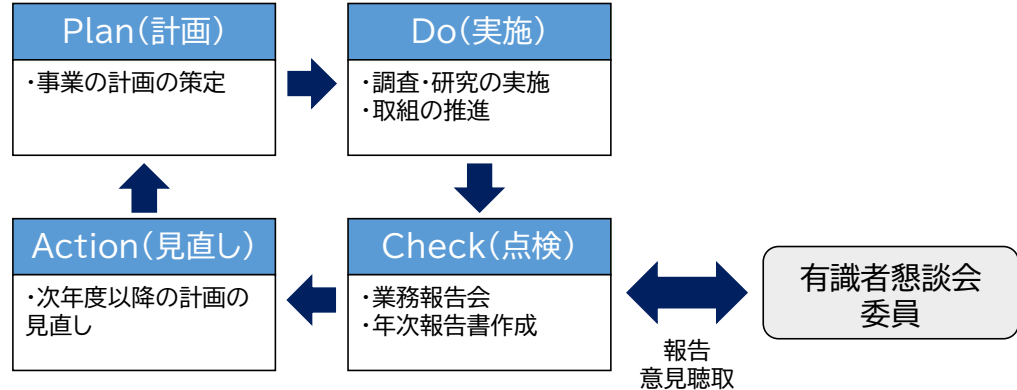 Plan(計画)
・事業の計画の策定
Do(実施)
・調査・研究の実施
・取組の推進
Action(見直し)
・次年度以降の計画の
見直し
Check(点検)
・業務報告会
・年次報告書作成
報告
意見聴取
有識者懇談会
委員